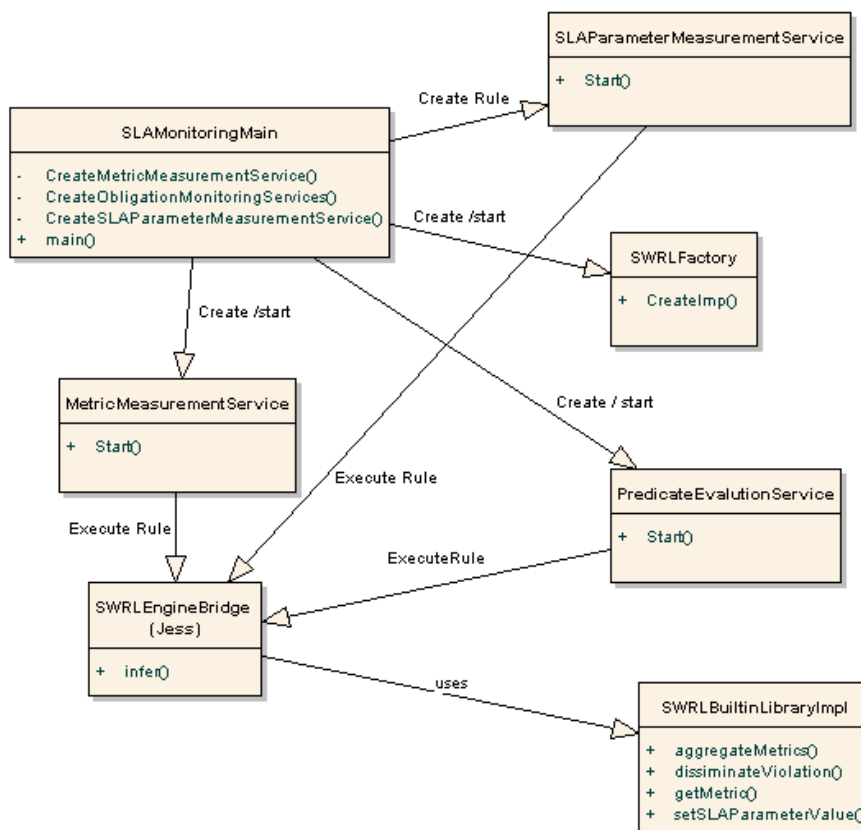 SLAParameterMeasurementService
+ Start()
Create Rule
SLAMonitoringMain
- CreateMetricMeasurementService()
- CreateObligationMonitoringServices()
- CreateSLAParameterMeasurementService()
+ main()
Create /start
SWRLFactory
+ CreateImp()
Create /start
MetricMeasurementService
+ Start()
Create / start
Execute Rule
PredicateEvalutionService
+ Start()
Execute Rule
ExecuteRule
SWRLEngineBridge
(Jess)
+ infer()
uses
SWRLBuiltinLibraryImpl
+ aggregateMetrics()
+ dissiminateViolation()
+ getMetric()
+ setSLAParameterValue()